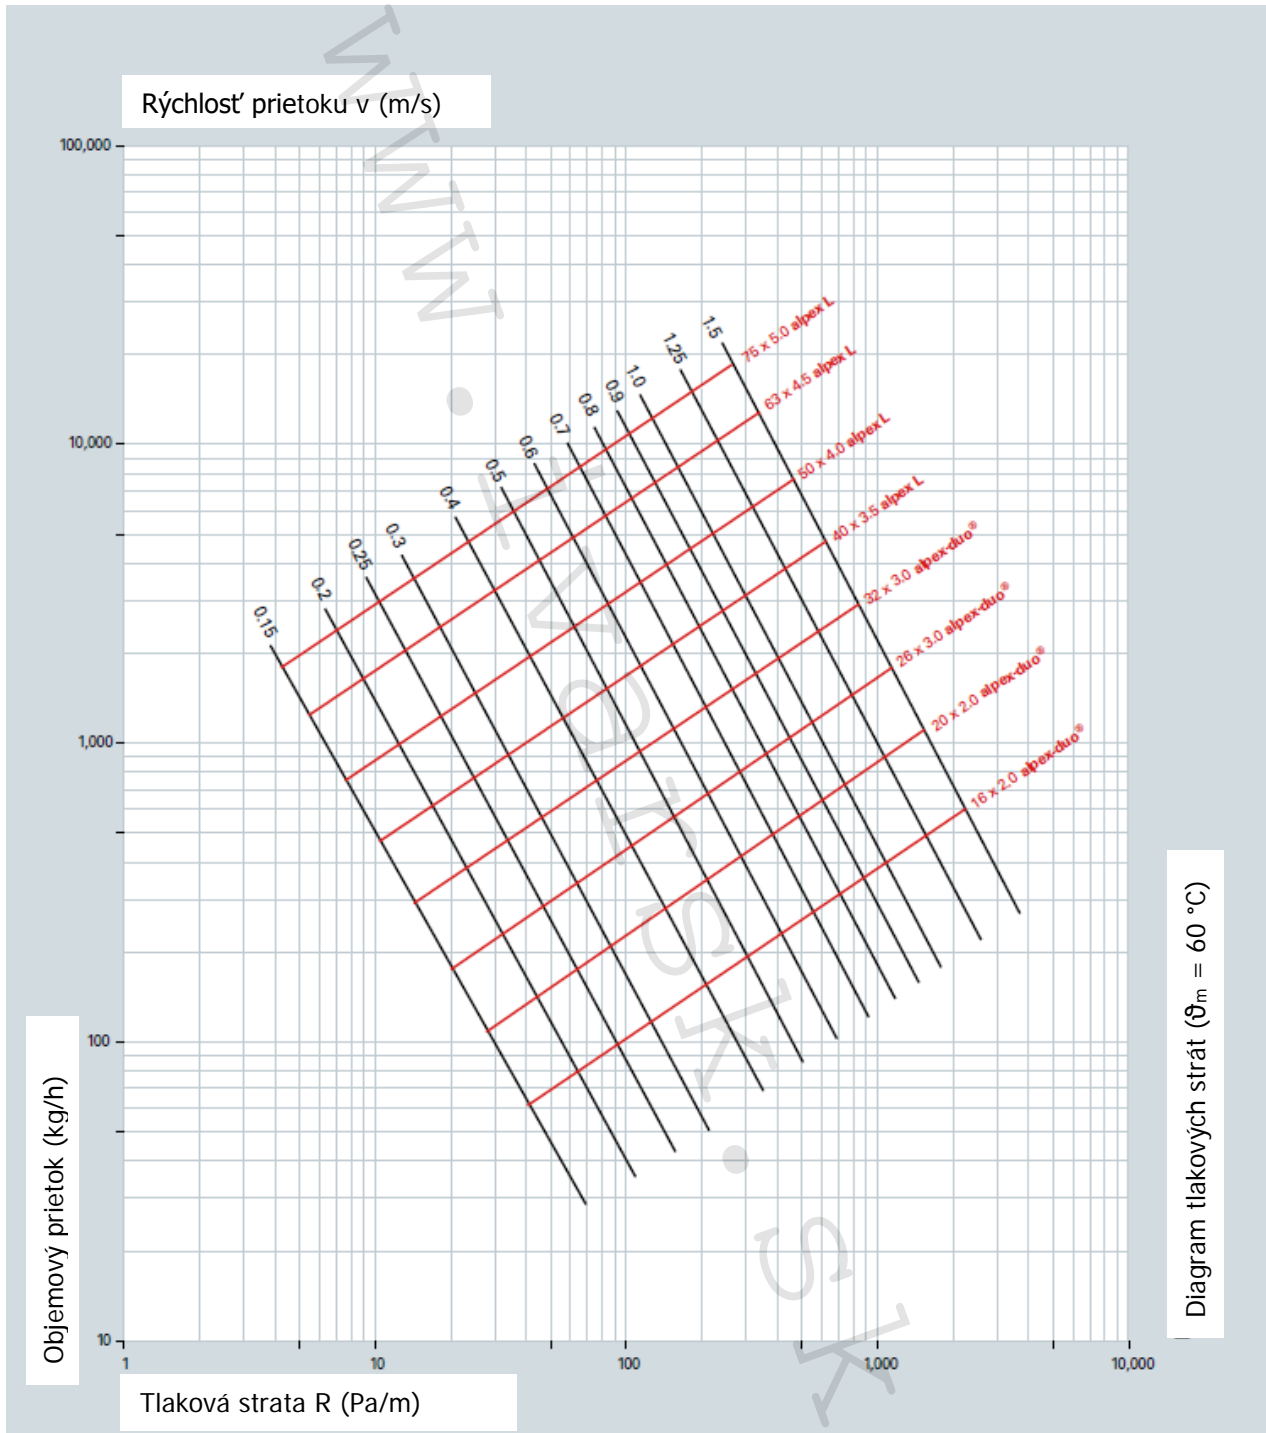 Rýchlosť prietoku v (m/s)
100,000
10,000
1,000
100
10
1
10
100
1,000
10,000
1.5
1.25
1.0
0.9
0.8
0.7
0.6
0.5
0.4
0.3
0.25
0.2
0.15
75 x 5.0 alpex L
63 x 4.5 alpex L
50 x 4.0 alpex L
40 x 3.5 alpex L
32 x 3.0 alpex-duo®
26 x 3.0 alpex-duo®
20 x 2.0 alpex-duo®
16 x 2.0 alpex-duo®
Objemový prietok (kg/h)
Tlaková strata R (Pa/m)
Diagram tlakových strát (ϑm = 60 °C)
www.ivarsk.sk